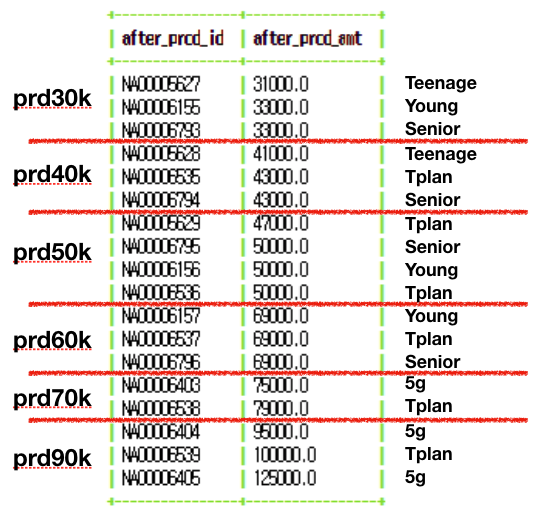 after_prcd_id after_prcd_amt
NA00005627 31000.0 Teenage
prd30k NA00006155 33000.0 Young
NA00006793 33000.0 Senior
NA00005628 41000.0 Teenage
prd40k NA00006535 43000.0 Tplan
NA00006794 43000.0 Senior
NA00005629 47000.0 Tplan
prd50k NA00006795 50000.0 Senior
NA00006156 50000.0 Young
NA00006536 50000.0 Tplan
NA00006157 69000.0 Young
prd60k NA00006537 69000.0 Tplan
NA00006796 69000.0 Senior
NA00006403 75000.0 5g
prd70k NA00006538 79000.0 Tplan
NA00006404 95000.0 5g
prd90k NA00006539 100000.0 Tplan
NA00006405 125000.0 5g